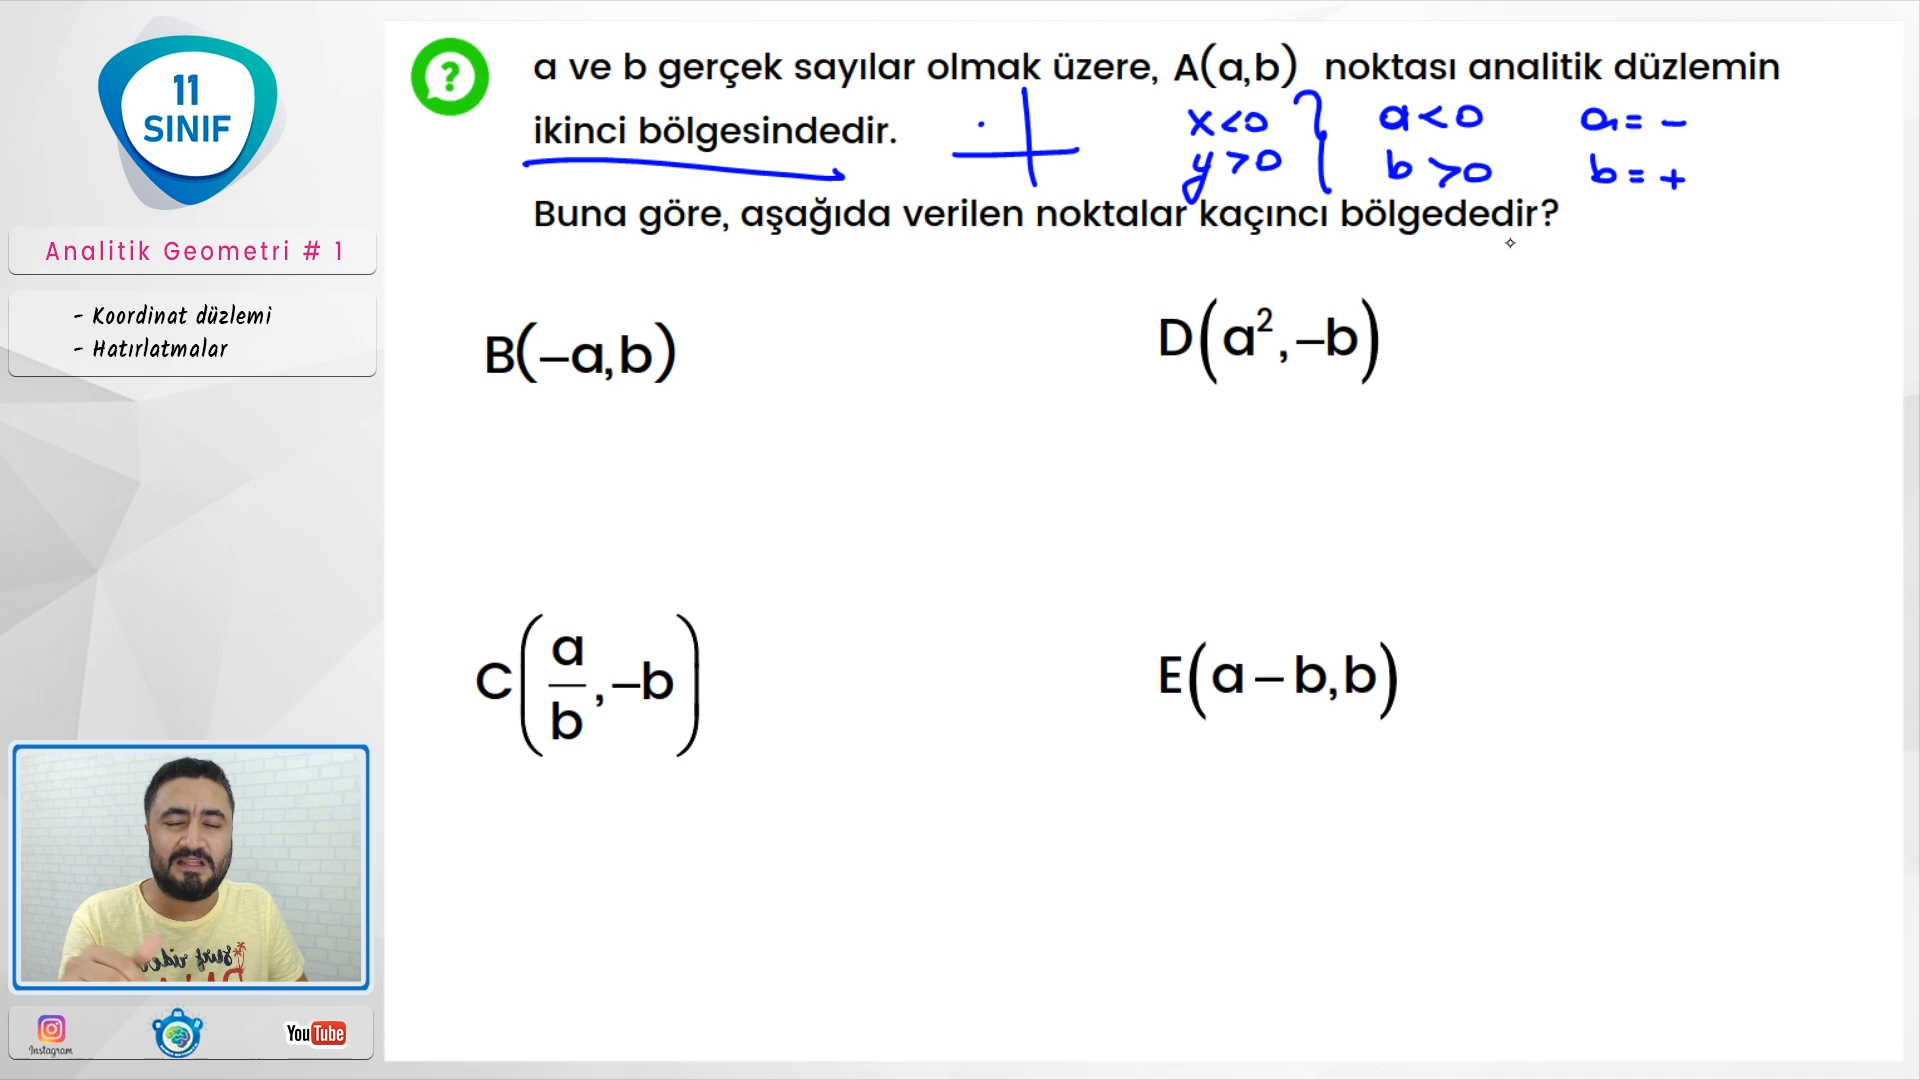 11
SINIF
Analitik Geometri # 1
- Koordinat düzlemi
- Hatırlatmalar
a ve b gerçek sayılar olmak üzere, A(a,b) noktası analitik düzlemin
ikinci bölgesindedir.
x<0 a<0 a = -
y>0 b>0 b = +
Buna göre, aşağıda verilen noktalar kaçıncı bölgededir?
B(–a,b)
D(a²,–b)
C(a/b,–b)
E(a–b,b)
Instagram
YouTube